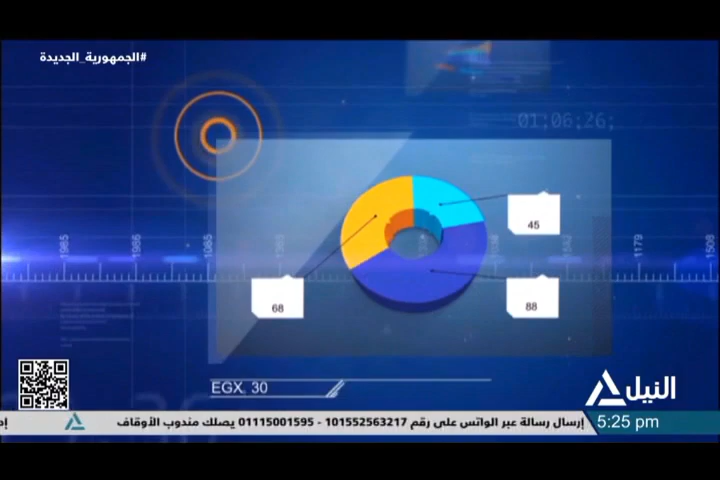 #الجمهورية_الجديدة
01;06;26;
45
88
68
1179
EGX 30
النيل
5:25 pm
إرسال رسالة عبر الواتس على رقم 101552563217 - 01115001595 يصلك مندوب الأوقاف